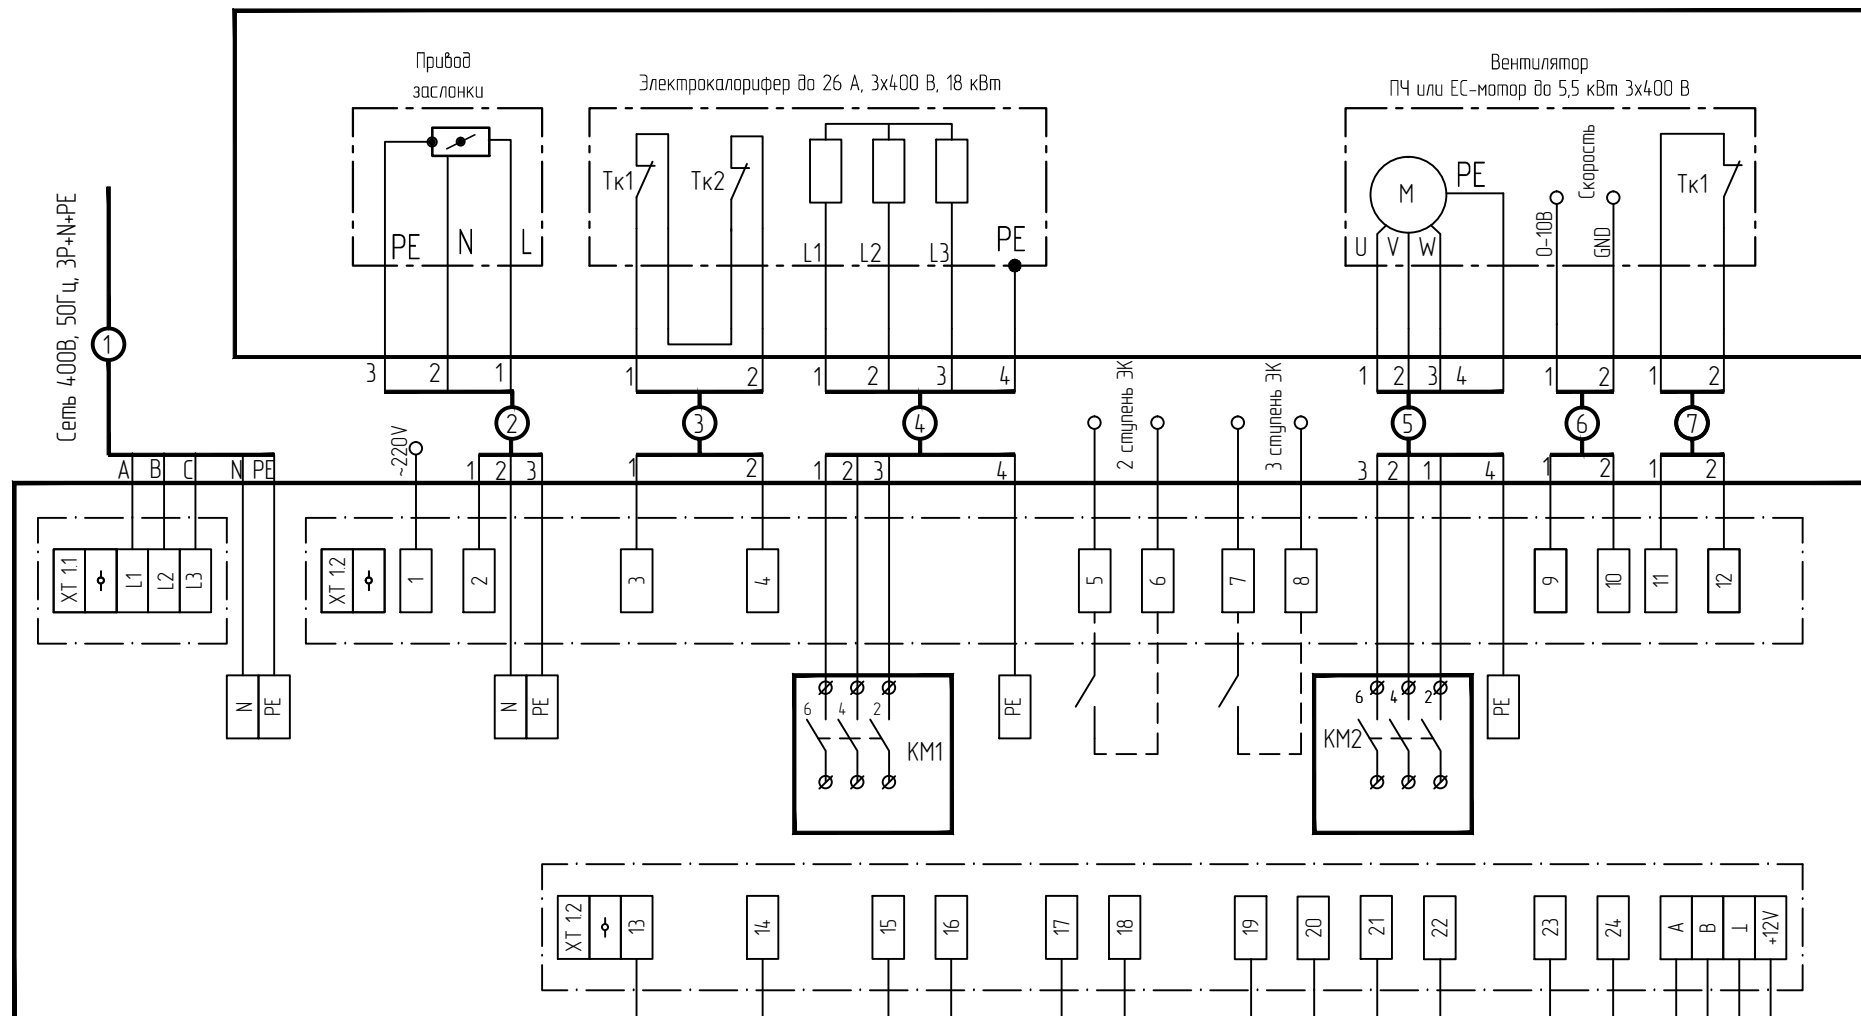 Привод
заслонки
Электрокалорифер до 26 А, 3х400 В, 18 кВт
Вентилятор
ПЧ или ЕС-мотор до 5,5 кВт 3х400 В
Сеть 400В, 50Гц, 3P+N+PE
1
PE N L
Тк1 Тк2
L1 L2 L3 PE
М
PE
U V W
0-10В
Скорость
GND
Тк1
3 2 1
1 2
1 2 3 4
1 2 3 4
1 2
1 2
2 3 4 5 6 7
~220V
2 ступень ЭК
3 ступень ЭК
A B C N PE
1 2 3
1 2
1 2 3 4
3 2 1 4
1 2
1 2
XT 1.1 L1 L2 L3
XT 1.2 1 2 3 4 5 6 7 8 9 10 11 12
N PE
N PE
6 4 2
КМ1
PE
6 4 2
КМ2
PE
XT 1.2 13 14 15 16 17 18 19 20 21 22 23 24 A B ⊥ +12V